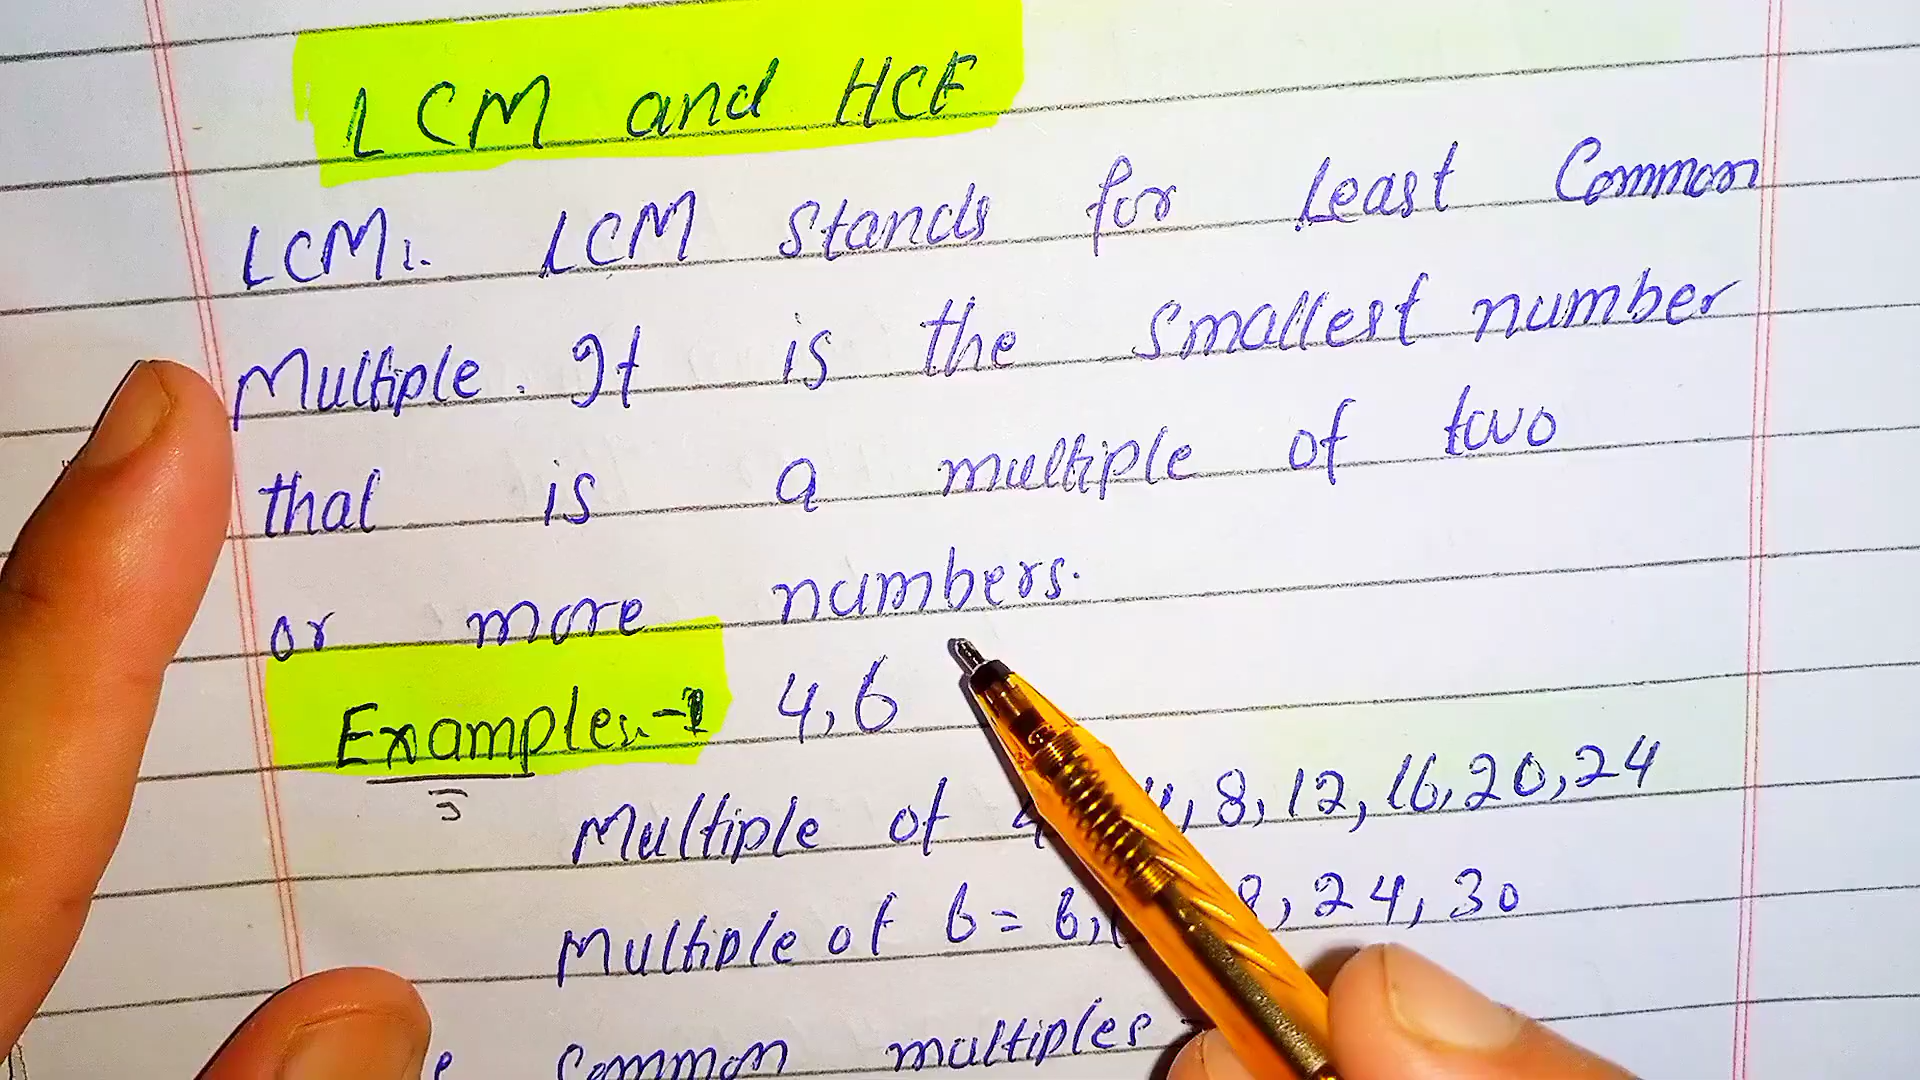 LCM and HCF
LCM:- LCM Stands for Least Common
Multiple. It is the smallest number
that is a multiple of two
or more numbers.
Examples:-1 4,6
Multiple of 4 8, 12, 16, 20, 24
Multiple of 6 = 6, 24, 30
common multiples